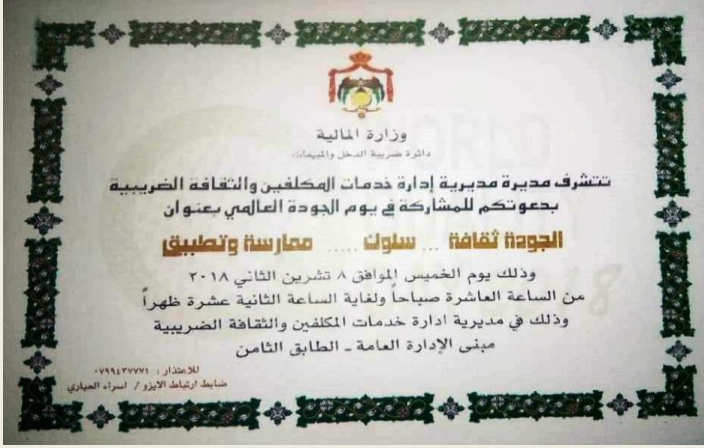 وزارة المالية
دائرة ضريبة الدخل والمبيعات
تتشرف مديرة مديرية إدارة خدمات المكلفين والثقافة الضريبية
بدعوتكم للمشاركة في يوم الجودة العالمي بعنوان
الجودة ثقافة ... سلوك ..... ممارسة وتطبيق
وذلك يوم الخميس الموافق ٨ تشرين الثاني ٢٠١٨
من الساعة العاشرة صباحاً ولغاية الساعة الثانية عشرة ظهراً
وذلك في مديرية ادارة خدمات المكلفين والثقافة الضريبية
مبنى الإدارة العامة - الطابق الثامن
للاعتذار : ٠٧٩٩٤٣٧٧٧٤
ضابط ارتباط الايزو / اسراء الحياري
WORLD